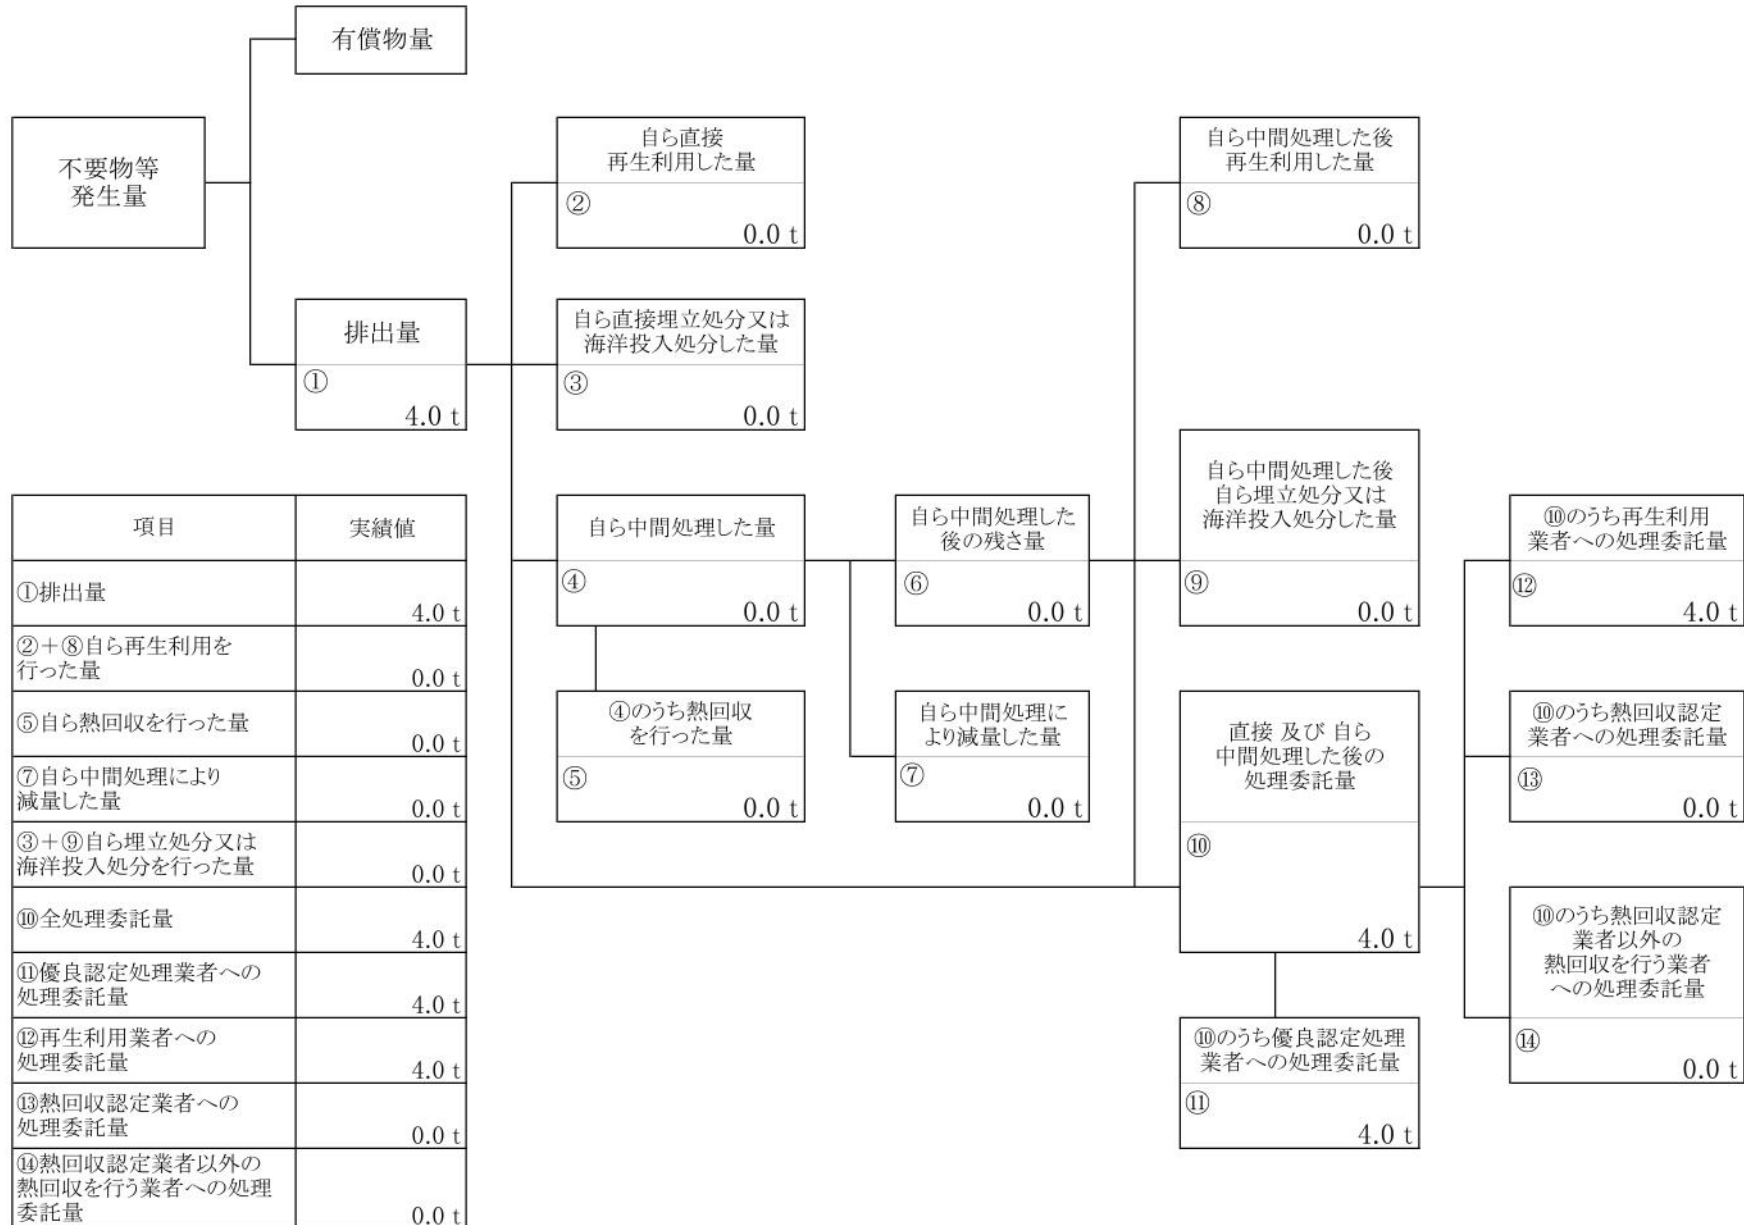 有償物量
不要物等
発生量
自ら直接
再生利用した量
②
0.0 t
自ら中間処理した後
再生利用した量
⑧
0.0 t
排出量
①
4.0 t
自ら直接埋立処分又は
海洋投入処分した量
③
0.0 t
自ら中間処理した量
④
0.0 t
自ら中間処理した
後の残さ量
⑥
0.0 t
自ら中間処理した後
自ら埋立処分又は
海洋投入処分した量
⑨
0.0 t
⑩のうち再生利用
業者への処理委託量
⑫
4.0 t
④のうち熱回収
を行った量
⑤
0.0 t
自ら中間処理に
より減量した量
⑦
0.0 t
直接 及び 自ら
中間処理した後の
処理委託量
⑩
4.0 t
⑩のうち熱回収認定
業者への処理委託量
⑬
0.0 t
⑩のうち熱回収認定
業者以外の
熱回収を行う業者
への処理委託量
⑭
0.0 t
⑩のうち優良認定処理
業者への処理委託量
⑪
4.0 t
項目 実績値
①排出量
4.0 t
②＋⑧自ら再生利用を
行った量
0.0 t
⑤自ら熱回収を行った量
0.0 t
⑦自ら中間処理により
減量した量
0.0 t
③＋⑨自ら埋立処分又は
海洋投入処分を行った量
0.0 t
⑩全処理委託量
4.0 t
⑪優良認定処理業者への
処理委託量
4.0 t
⑫再生利用業者への
処理委託量
4.0 t
⑬熱回収認定業者への
処理委託量
0.0 t
⑭熱回収認定業者以外の
熱回収を行う業者への処理
委託量
0.0 t